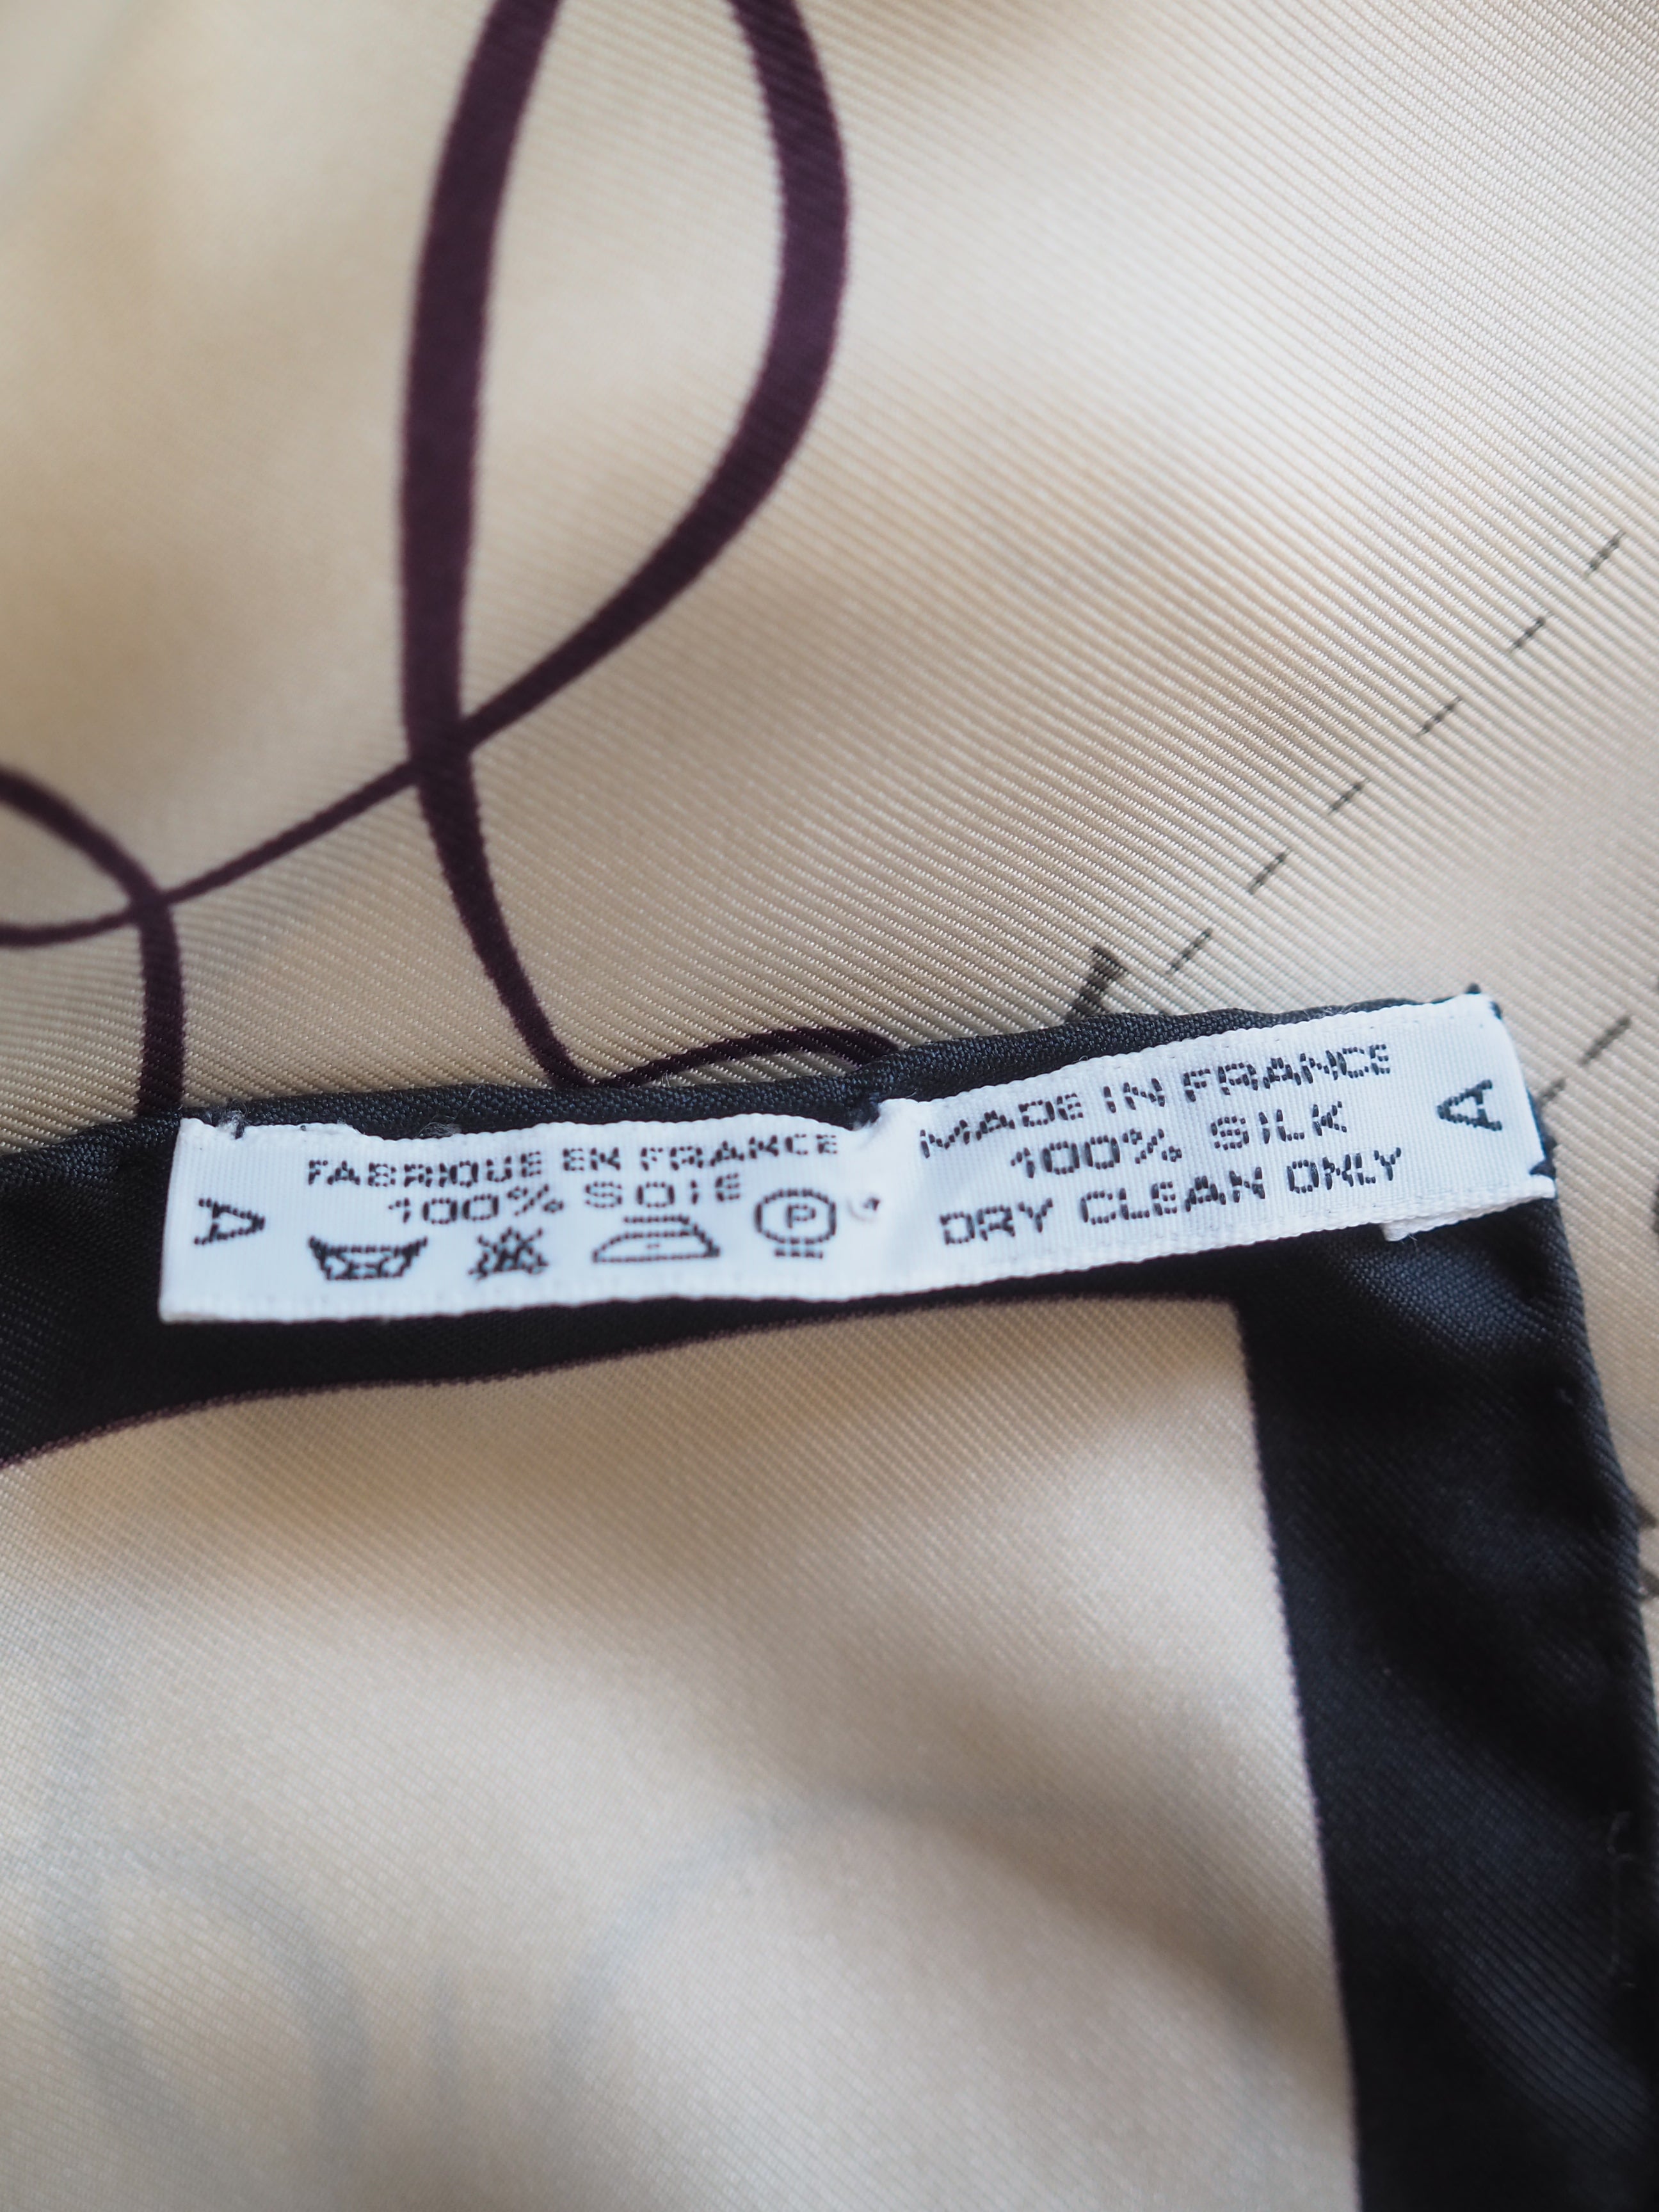 A
FABRIQUE EN FRANCE
100% SOIE
P
MADE IN FRANCE
100% SILK
DRY CLEAN ONLY
A